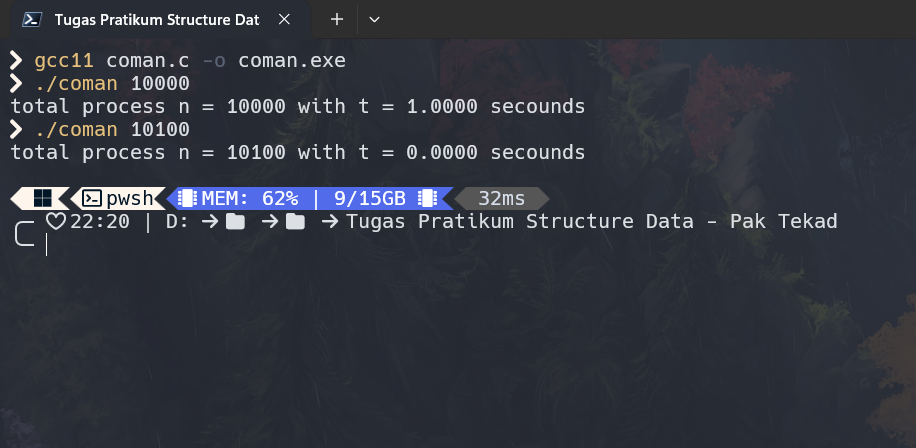 Tugas Pratikum Structure Dat
gcc11 coman.c -o coman.exe
./coman 10000
total process n = 10000 with t = 1.0000 secounds
./coman 10100
total process n = 10100 with t = 0.0000 secounds
pwsh MEM: 62% | 9/15GB 32ms
22:20 | D: → → → Tugas Pratikum Structure Data - Pak Tekad